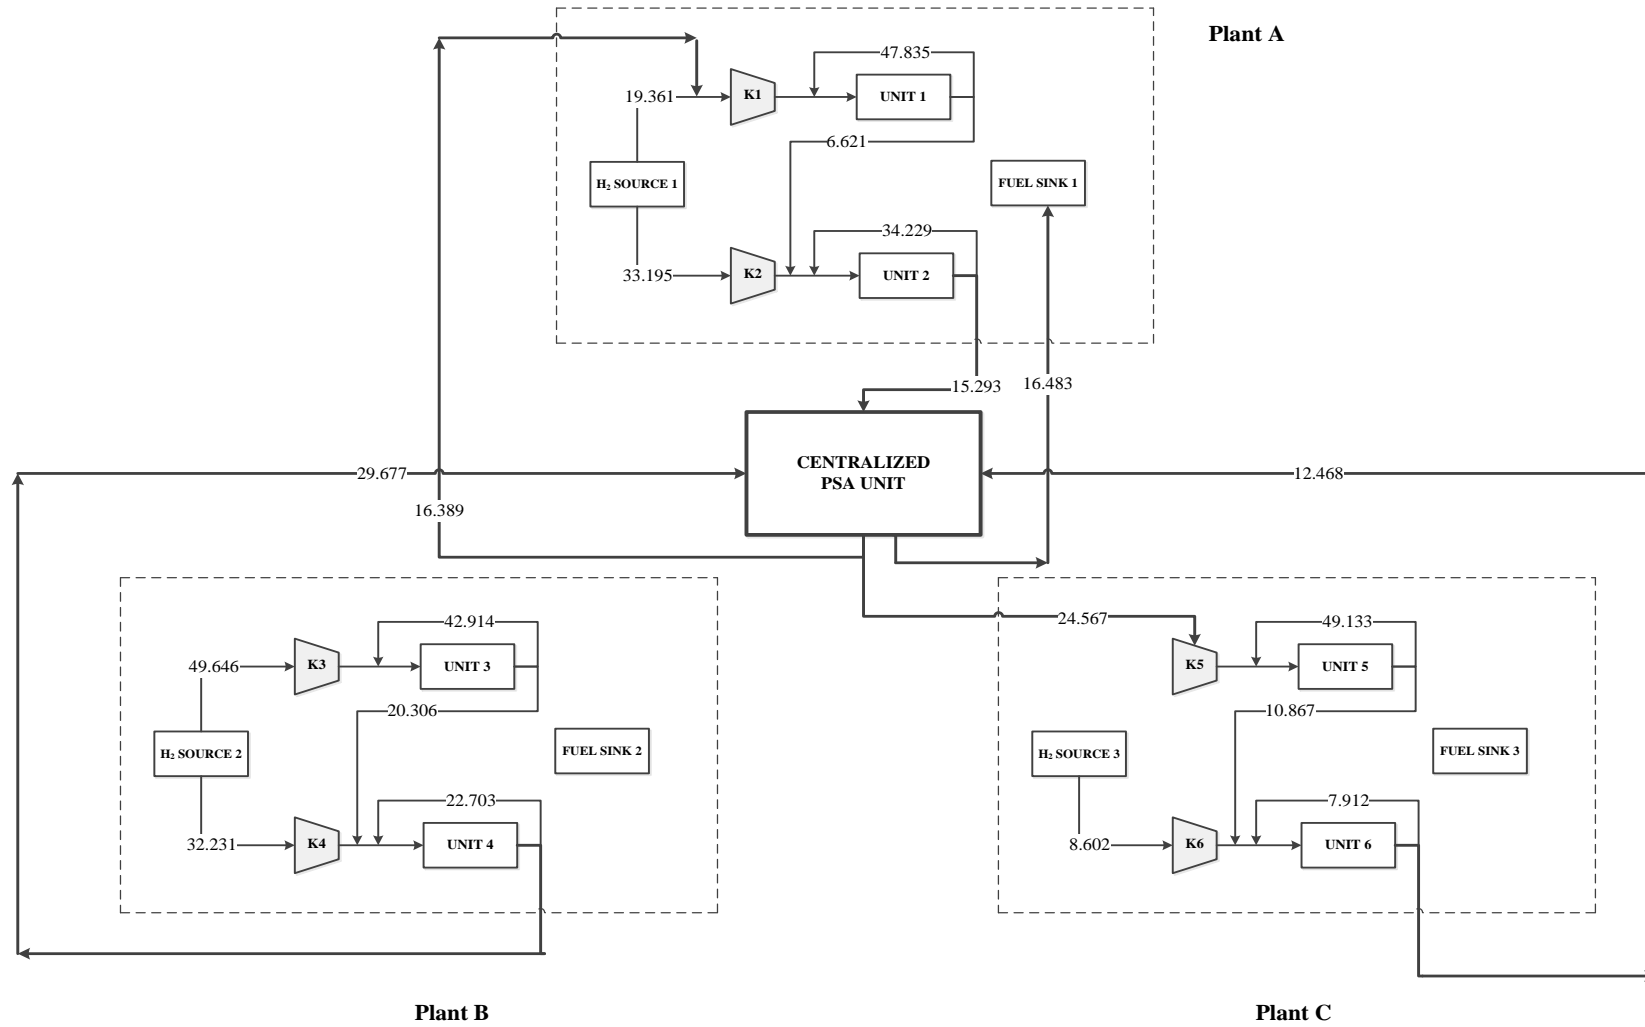 Plant A
47.835
19.361
K1
UNIT 1
6.621
H₂ SOURCE 1
FUEL SINK 1
34.229
33.195
K2
UNIT 2
15.293
16.483
CENTRALIZED
PSA UNIT
29.677
12.468
16.389
42.914
49.646
K3
UNIT 3
20.306
H₂ SOURCE 2
FUEL SINK 2
22.703
32.231
K4
UNIT 4
24.567
49.133
K5
UNIT 5
10.867
H₂ SOURCE 3
FUEL SINK 3
7.912
8.602
K6
UNIT 6
Plant B
Plant C